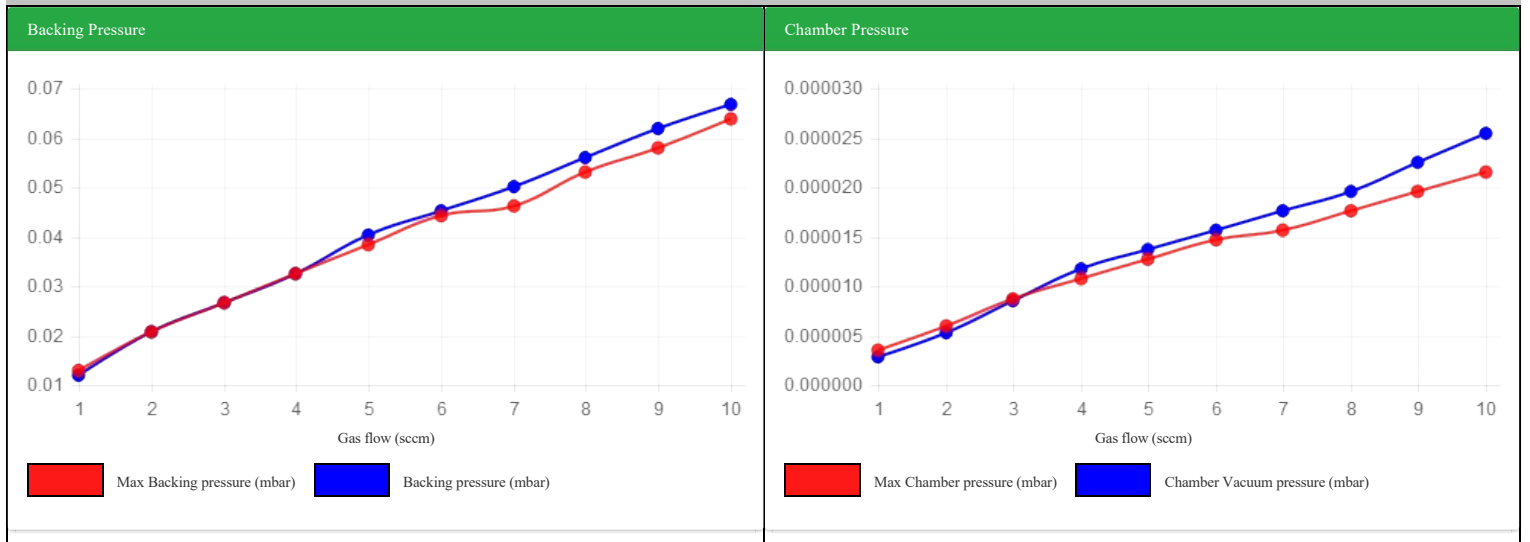 Backing Pressure
0.07
0.06
0.05
0.04
0.03
0.02
0.01
1 2 3 4 5 6 7 8 9 10
Gas flow (sccm)
Max Backing pressure (mbar) Backing pressure (mbar)
Chamber Pressure
0.000030
0.000025
0.000020
0.000015
0.000010
0.000005
0.000000
1 2 3 4 5 6 7 8 9 10
Gas flow (sccm)
Max Chamber pressure (mbar) Chamber Vacuum pressure (mbar)